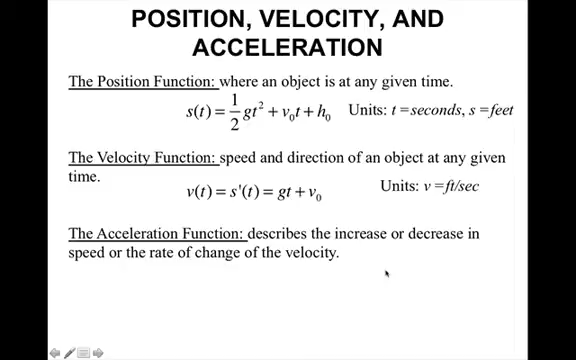 POSITION, VELOCITY, AND
ACCELERATION
The Position Function: where an object is at any given time.
s(t) = 1/2 gt² + v₀t + h₀ Units: t =seconds, s =feet
The Velocity Function: speed and direction of an object at any given
time.
v(t) = s'(t) = gt + v₀ Units: v =ft/sec
The Acceleration Function: describes the increase or decrease in
speed or the rate of change of the velocity.